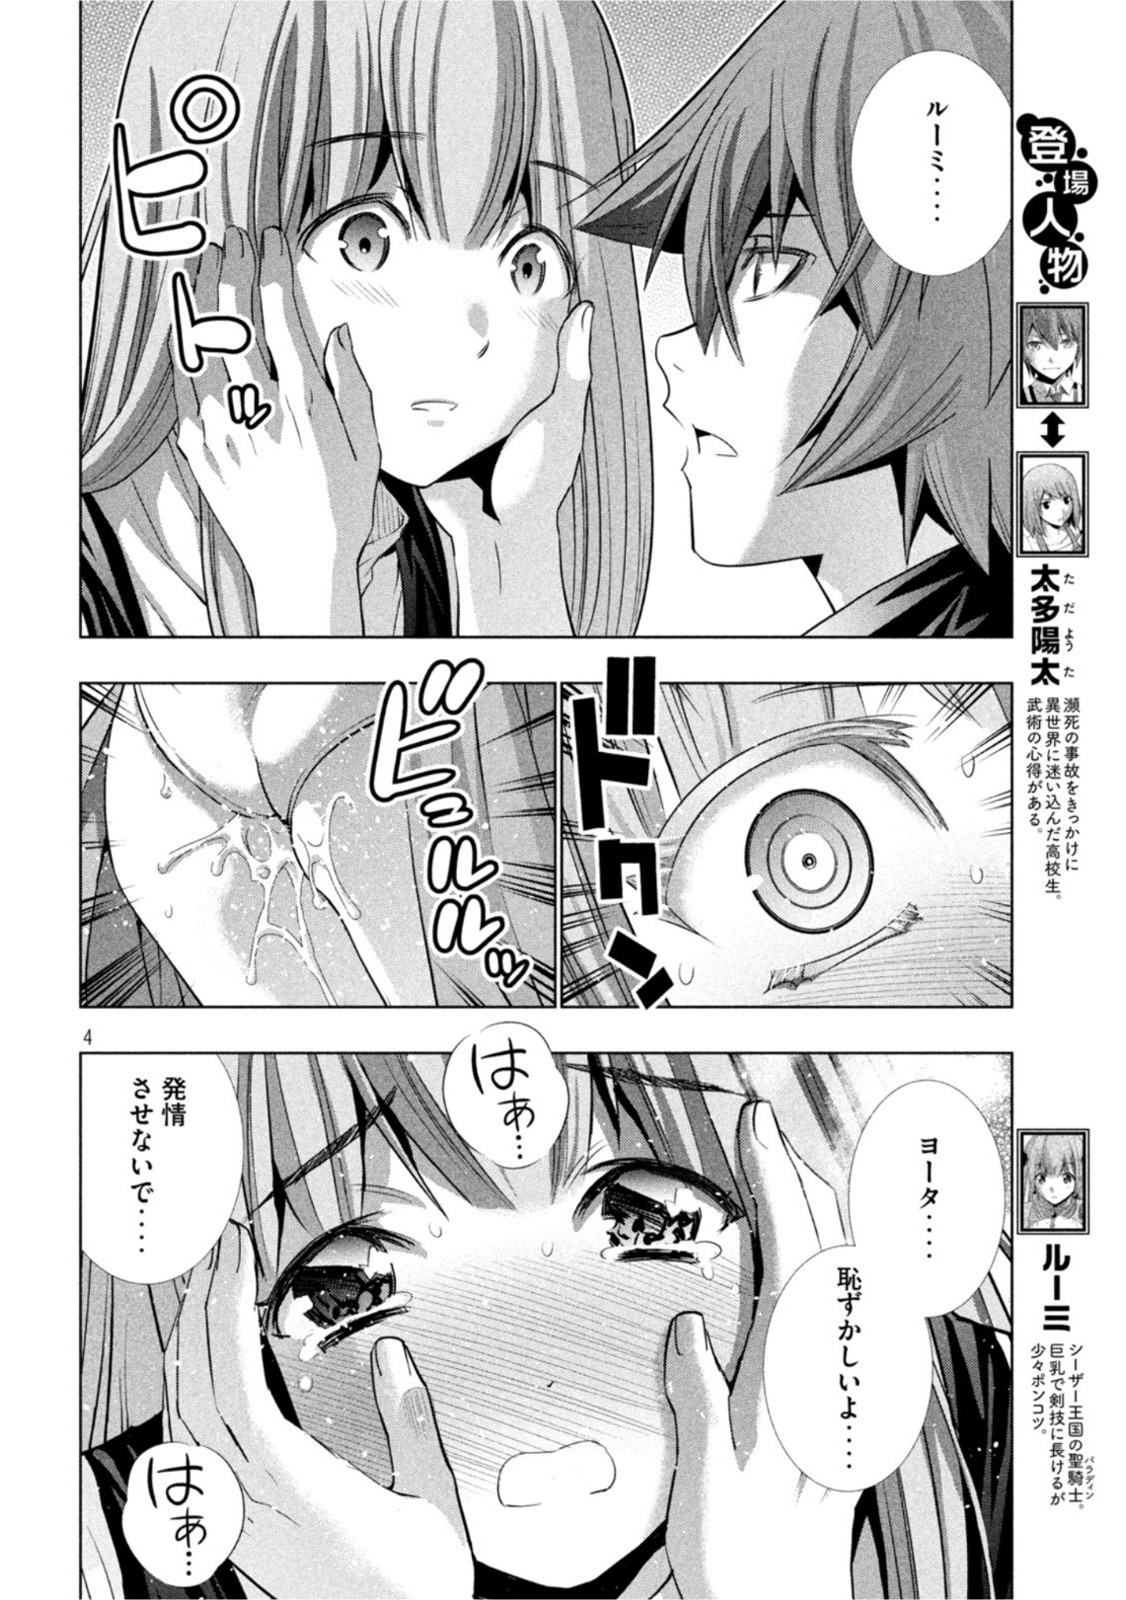 登場人物
太多陽太
ただようた
瀕死の事故をきっかけに
異世界に迷い込んだ高校生。
武術の心得がある。
ルーミ
シーザー王国の聖騎士。
パラディン
巨乳で剣技に長けるが
少々ポンコツ。
ルーミ‥‥
ピトッ
ドクンッ
ビュルルルッ
4
ヨータ‥‥
恥ずかしいよ‥‥
はぁ…
発情
させないで‥‥
はぁ…